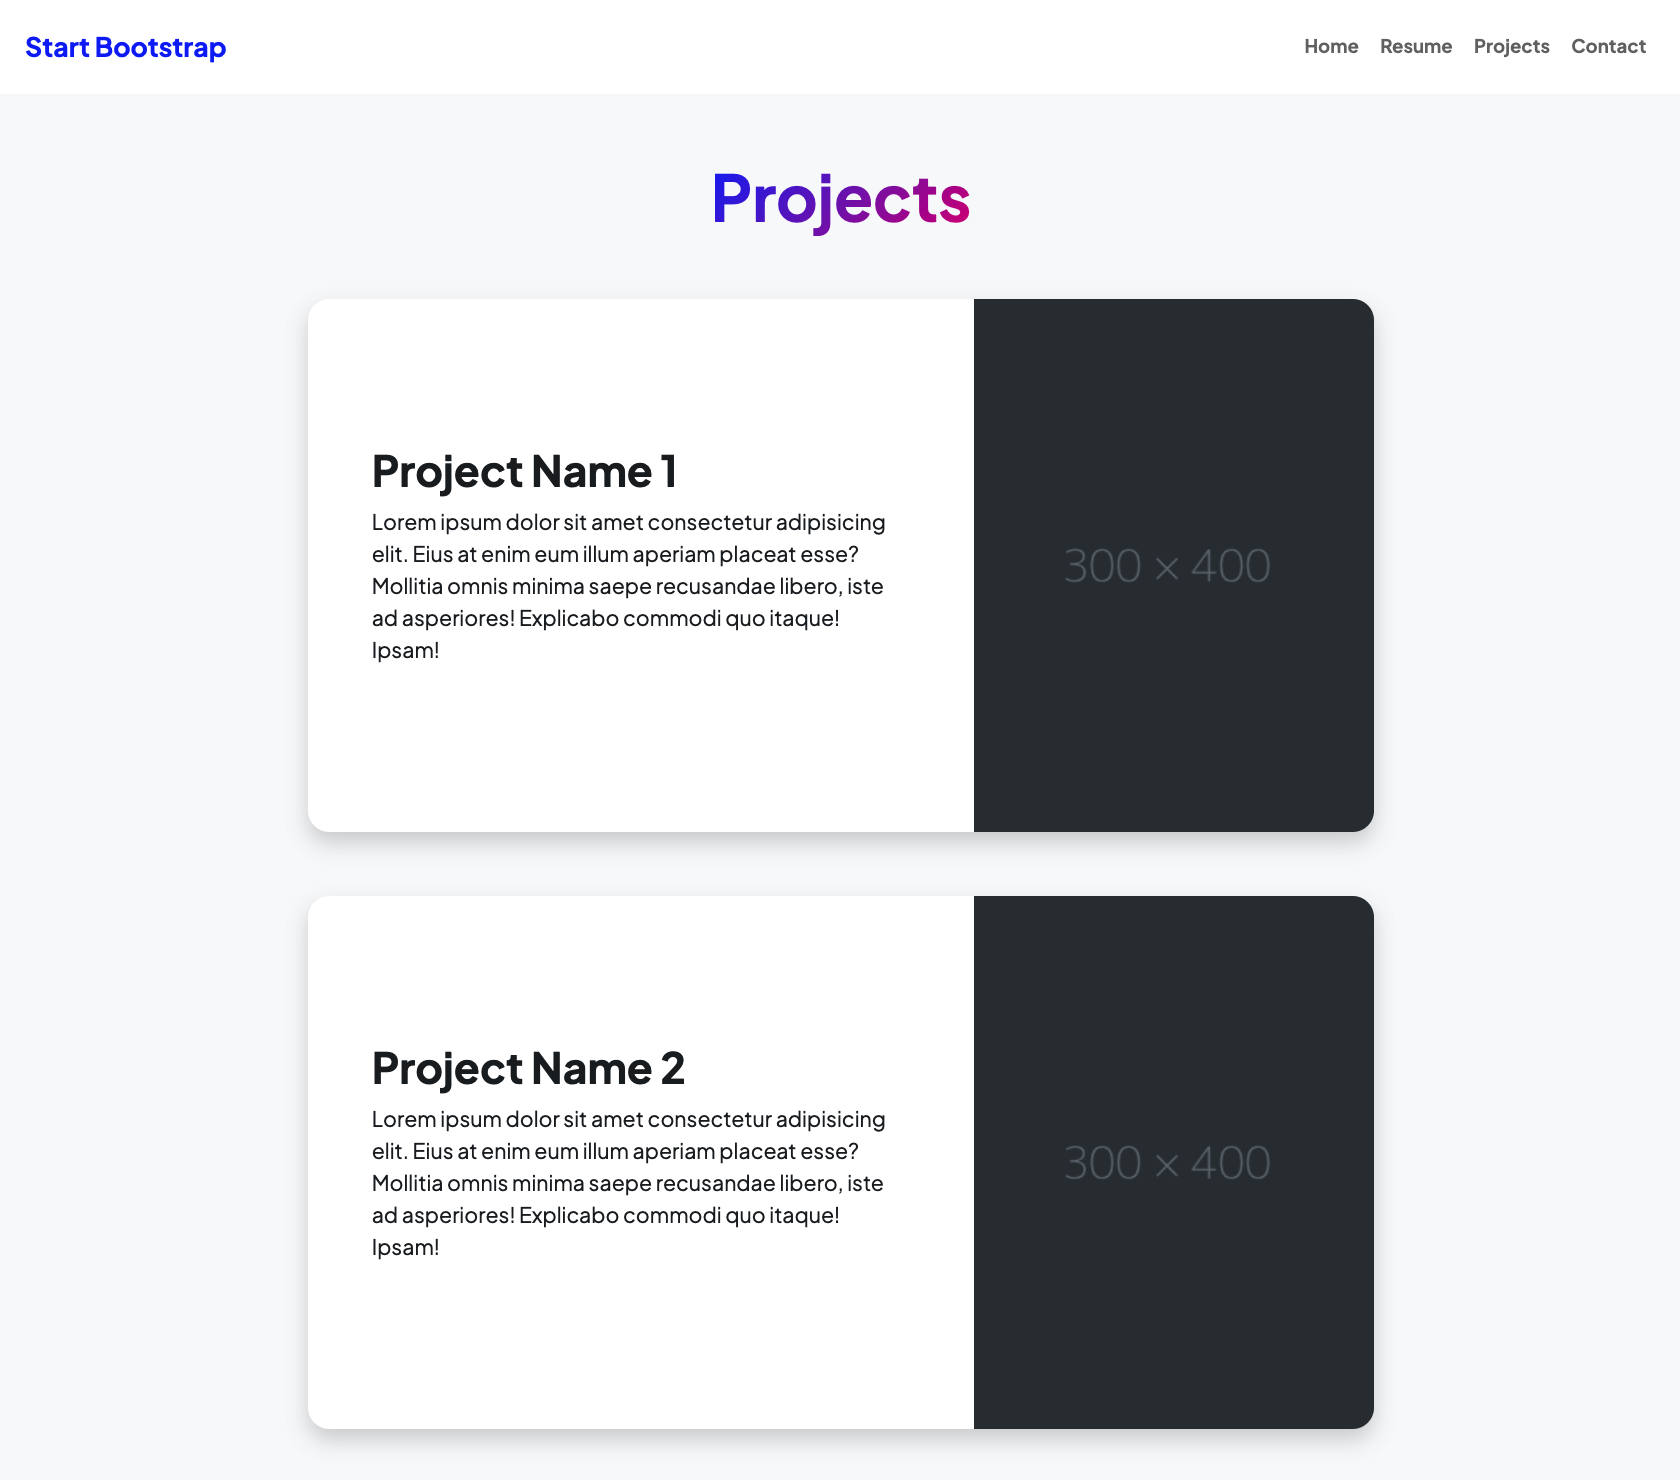 Start Bootstrap
Home Resume Projects Contact
Projects
Project Name 1
Lorem ipsum dolor sit amet consectetur adipisicing
elit. Eius at enim eum illum aperiam placeat esse?
Mollitia omnis minima saepe recusandae libero, iste
ad asperiores! Explicabo commodi quo itaque!
Ipsam!
300 × 400
Project Name 2
Lorem ipsum dolor sit amet consectetur adipisicing
elit. Eius at enim eum illum aperiam placeat esse?
Mollitia omnis minima saepe recusandae libero, iste
ad asperiores! Explicabo commodi quo itaque!
Ipsam!
300 × 400